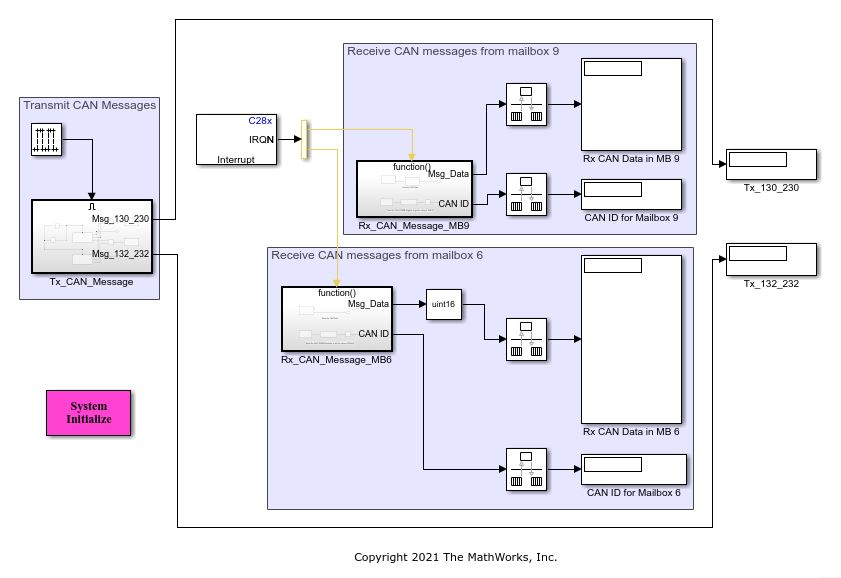 Receive CAN messages from mailbox 9
Transmit CAN Messages
C28x
IRQN
Interrupt
function()
Msg_Data
CAN ID
Rx_CAN_Message_MB9
Rx CAN Data in MB 9
CAN ID for Mailbox 9
Tx_130_230
Msg_130_230
Msg_132_232
Tx_CAN_Message
Receive CAN messages from mailbox 6
function()
Msg_Data
CAN ID
Rx_CAN_Message_MB6
uint16
Rx CAN Data in MB 6
CAN ID for Mailbox 6
Tx_132_232
System
Initialize
Copyright 2021 The MathWorks, Inc.